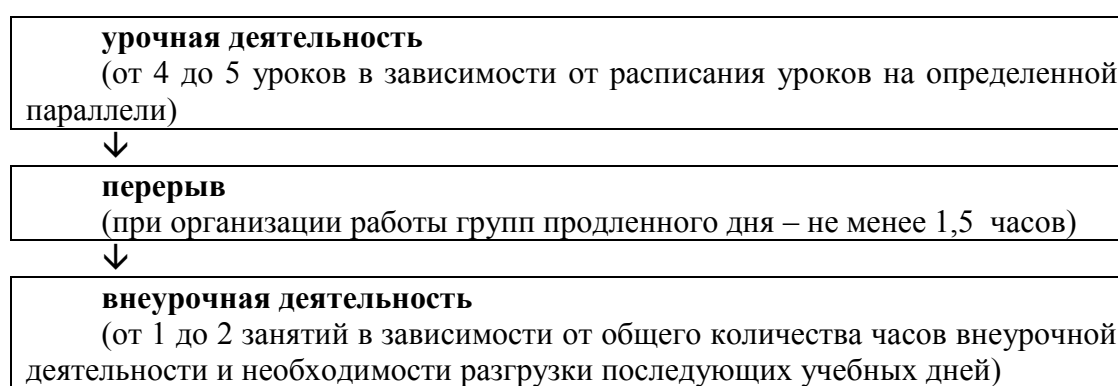 урочная деятельность
(от 4 до 5 уроков в зависимости от расписания уроков на определенной
параллели)
↓
перерыв
(при организации работы групп продленного дня – не менее 1,5 часов)
↓
внеурочная деятельность
(от 1 до 2 занятий в зависимости от общего количества часов внеурочной
деятельности и необходимости разгрузки последующих учебных дней)